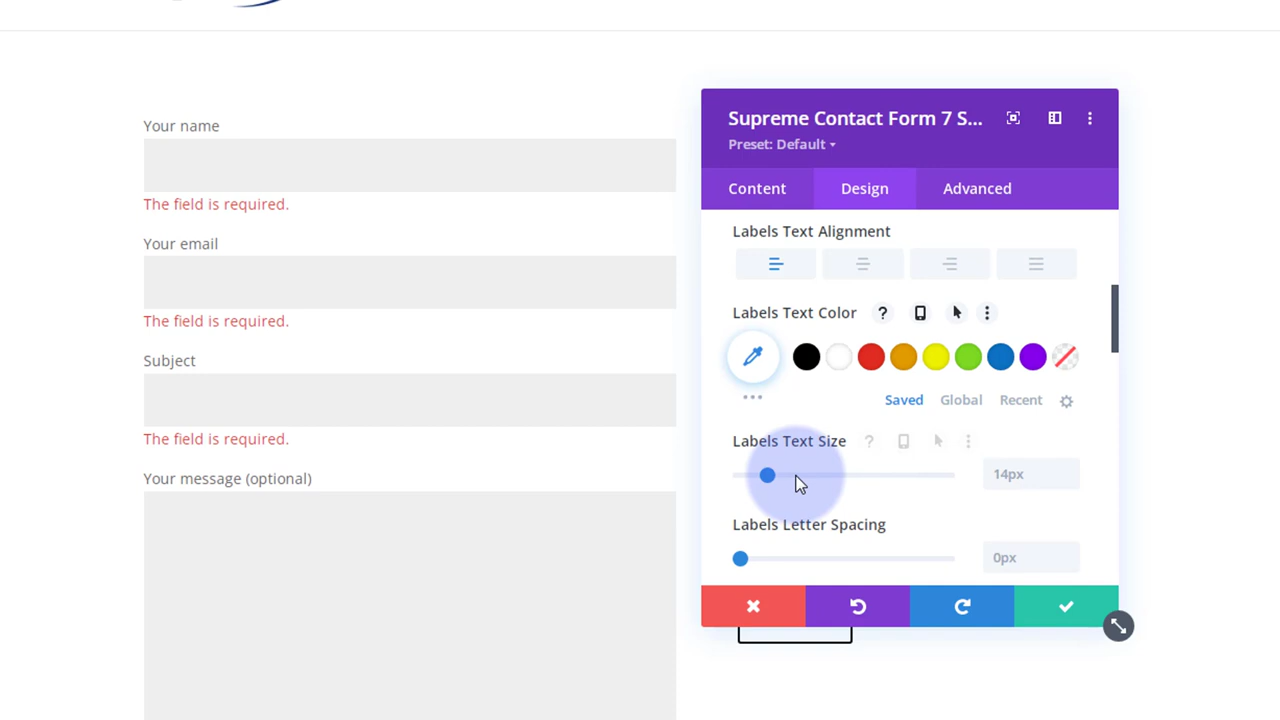 Your name
The field is required.
Your email
The field is required.
Subject
The field is required.
Your message (optional)
Supreme Contact Form 7 S...
Preset: Default
Content Design Advanced
Labels Text Alignment
Labels Text Color ?
Saved Global Recent
Labels Text Size ?
14px
Labels Letter Spacing
0px